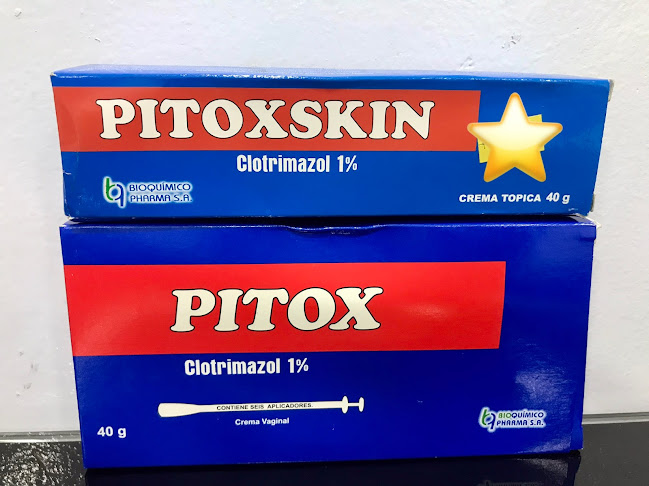 PITOXSKIN
Clotrimazol 1%
BIOQUÍMICO
PHARMA S.A.
CREMA TOPICA 40 g
PITOX
Clotrimazol 1%
CONTIENE SEIS APLICADORES.
Crema Vaginal
40 g
BIOQUÍMICO
PHARMA S.A.